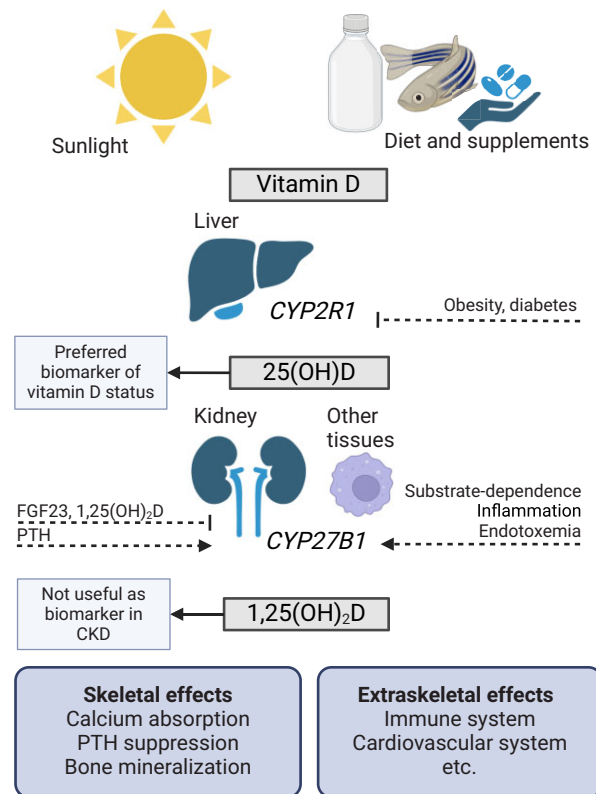 Sunlight
Diet and supplements
Vitamin D
Liver
CYP2R1
Obesity, diabetes
Preferred
biomarker of
vitamin D status
25(OH)D
Kidney
Other
tissues
FGF23, 1,25(OH)₂D
PTH
CYP27B1
Substrate-dependence
Inflammation
Endotoxemia
Not useful as
biomarker in
CKD
1,25(OH)₂D
Skeletal effects
Calcium absorption
PTH suppression
Bone mineralization
Extraskeletal effects
Immune system
Cardiovascular system
etc.